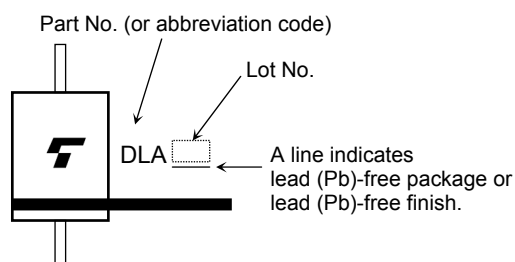 Part No. (or abbreviation code)
Lot No.
DLA
A line indicates
lead (Pb)-free package or
lead (Pb)-free finish.